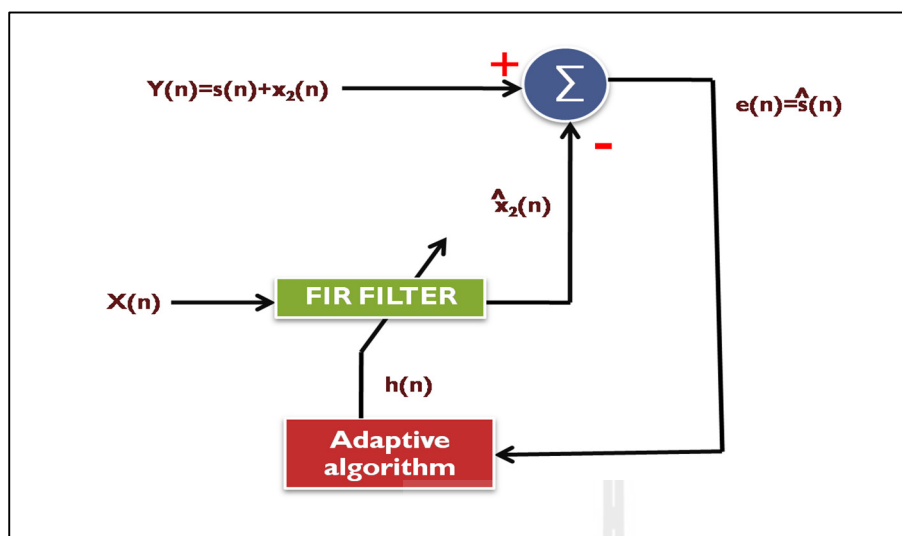 +
Σ
Y(n)=s(n)+x₂(n)
e(n)=ŝ(n)
-
x̂₂(n)
FIR FILTER
X(n)
h(n)
Adaptive
algorithm